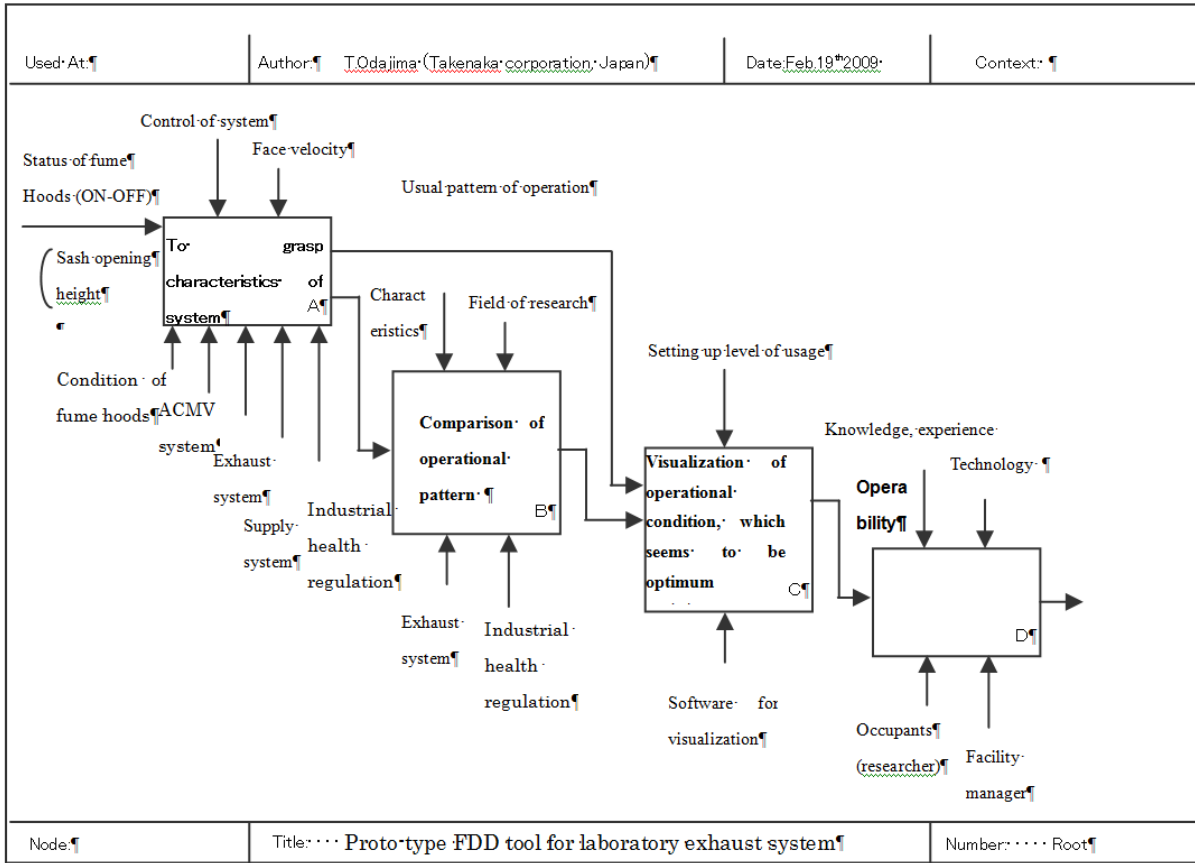 Used At:¶
Author:¶ T.Odajima (Takenaka corporation, Japan)¶
Date:Feb.19th2009
Context: ¶
Control of system¶
Face velocity¶
Status of fume
Hoods (ON-OFF)¶
Usual pattern of operation¶
Sash opening
height¶
¶
To grasp
characteristics of
system¶
A¶
Charact
eristics¶
Field of research¶
Condition of
fume hoods¶
ACMV
system¶
Exhaust
system¶
Supply
system¶
Industrial
health
regulation¶
Comparison of
operational
pattern ¶
B¶
Setting up level of usage¶
Exhaust
system¶
Industrial
health
regulation¶
Visualization of
operational
condition, which
seems to be
optimum
C¶
Knowledge, experience
Technology ¶
Opera
bility¶
D¶
Software for
visualization¶
Occupants¶
(researcher)¶
Facility
manager¶
Node:¶
Title: Proto-type FDD tool for laboratory exhaust system¶
Number: Root¶